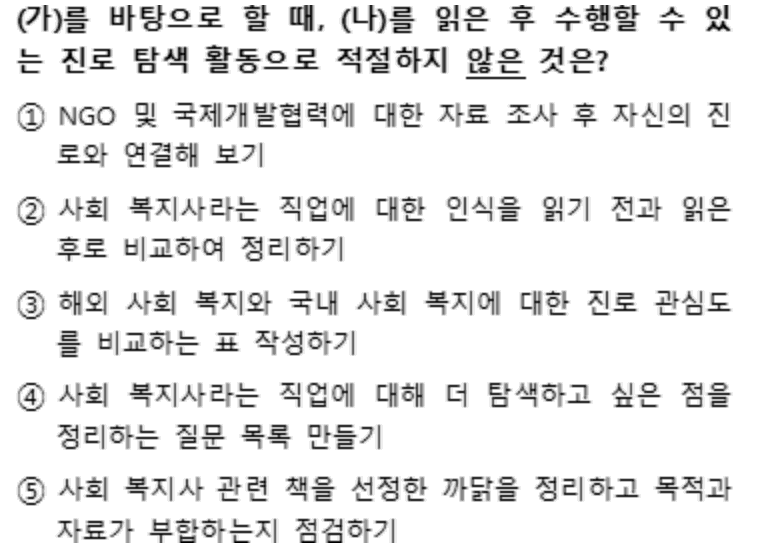 (가)를 바탕으로 할 때, (나)를 읽은 후 수행할 수 있
는 진로 탐색 활동으로 적절하지 않은 것은?
① NGO 및 국제개발협력에 대한 자료 조사 후 자신의 진
로와 연결해 보기
② 사회 복지사라는 직업에 대한 인식을 읽기 전과 읽은
후로 비교하여 정리하기
③ 해외 사회 복지와 국내 사회 복지에 대한 진로 관심도
를 비교하는 표 작성하기
④ 사회 복지사라는 직업에 대해 더 탐색하고 싶은 점을
정리하는 질문 목록 만들기
⑤ 사회 복지사 관련 책을 선정한 까닭을 정리하고 목적과
자료가 부합하는지 점검하기